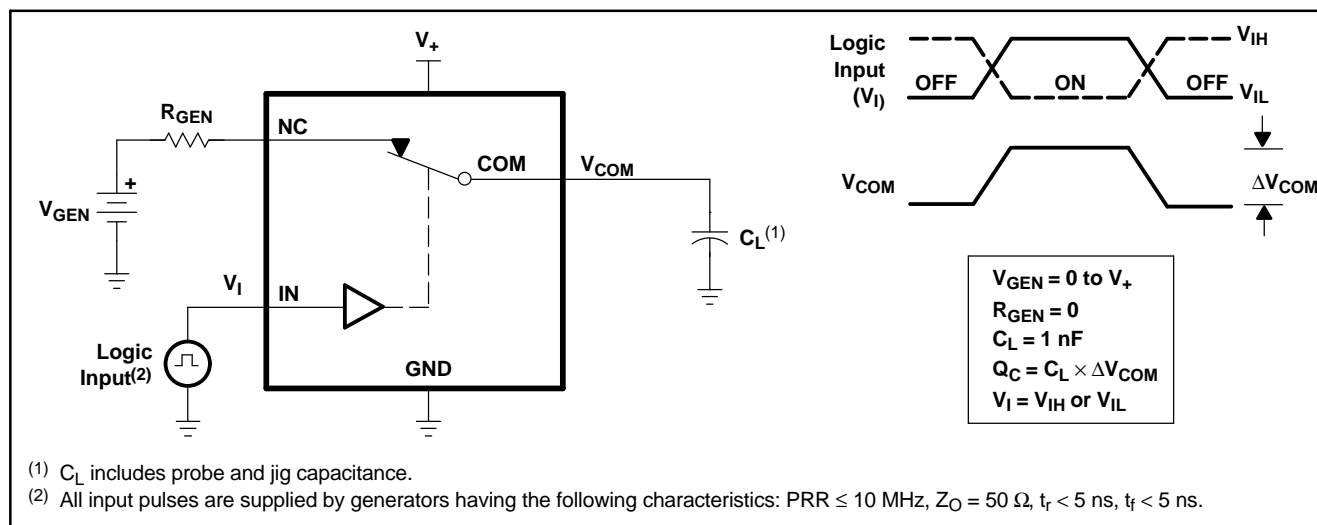 V+
RGEN
NC
COM
VCOM
VGEN
+
CL(1)
VI
IN
Logic
Input(2)
GND
Logic
Input
(VI)
OFF
ON
OFF
VIH
VIL
VCOM
ΔVCOM
VGEN = 0 to V+
RGEN = 0
CL = 1 nF
QC = CL × ΔVCOM
VI = VIH or VIL
(1) CL includes probe and jig capacitance.
(2) All input pulses are supplied by generators having the following characteristics: PRR ≤ 10 MHz, ZO = 50 Ω, tr < 5 ns, tf < 5 ns.